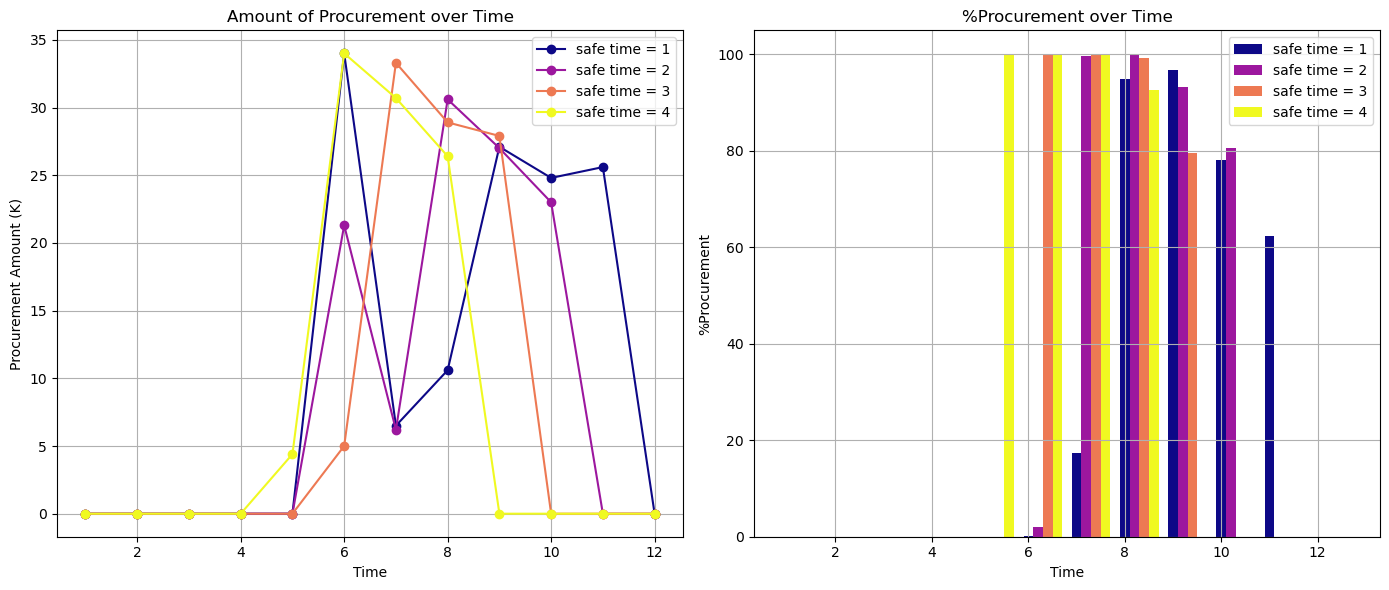 Amount of Procurement over Time
35
30
25
20
15
10
5
0
Procurement Amount (K)
2
4
6
8
10
12
Time
safe time = 1
safe time = 2
safe time = 3
safe time = 4
%Procurement over Time
100
80
60
40
20
0
%Procurement
2
4
6
8
10
12
Time
safe time = 1
safe time = 2
safe time = 3
safe time = 4